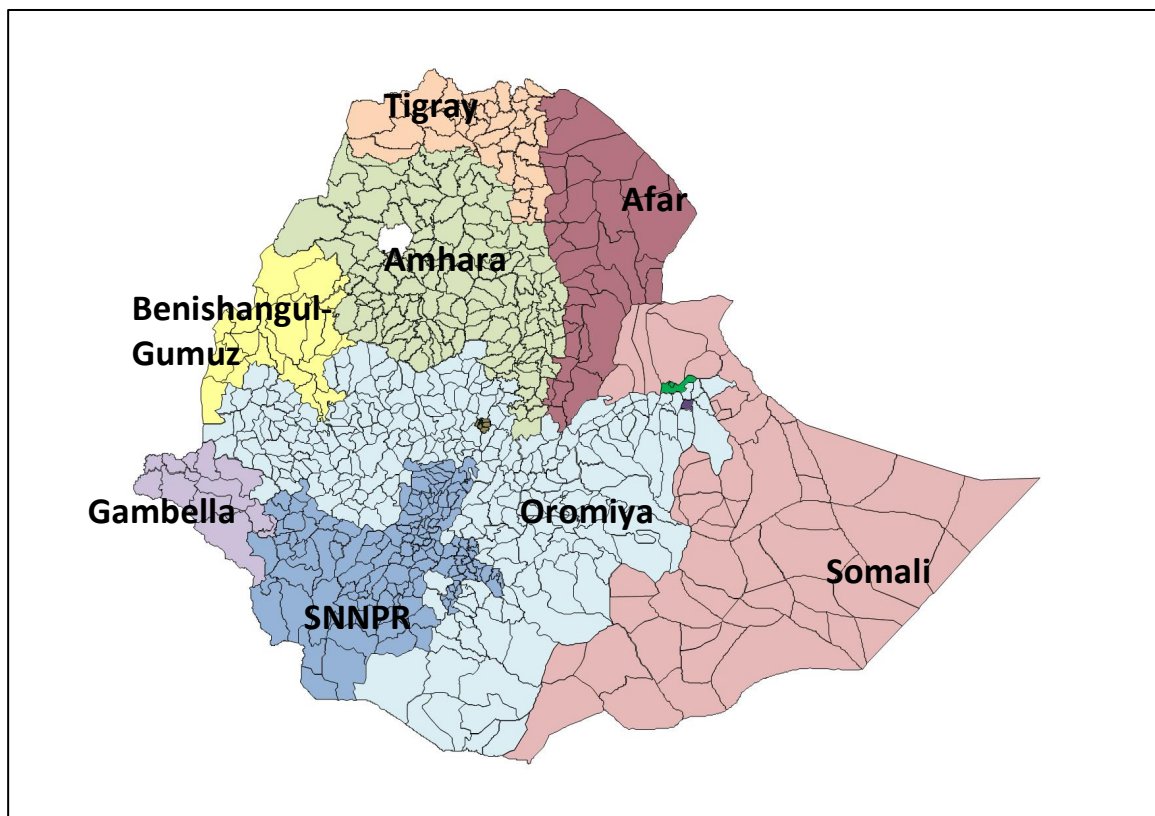 Tigray
Afar
Amhara
Benishangul-
Gumuz
Gambella
Oromiya
Somali
SNNPR